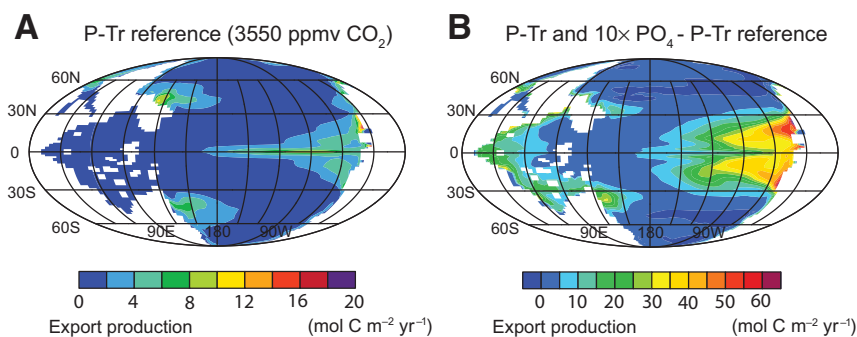 A P-Tr reference (3550 ppmv CO₂)
60N
30N
0
30S
60S
90E 180 90W
0 4 8 12 16 20
Export production (mol C m⁻² yr⁻¹)
B P-Tr and 10× PO₄ - P-Tr reference
60N
30N
0
30S
60S
90E 180 90W
0 10 20 30 40 50 60
Export production (mol C m⁻² yr⁻¹)